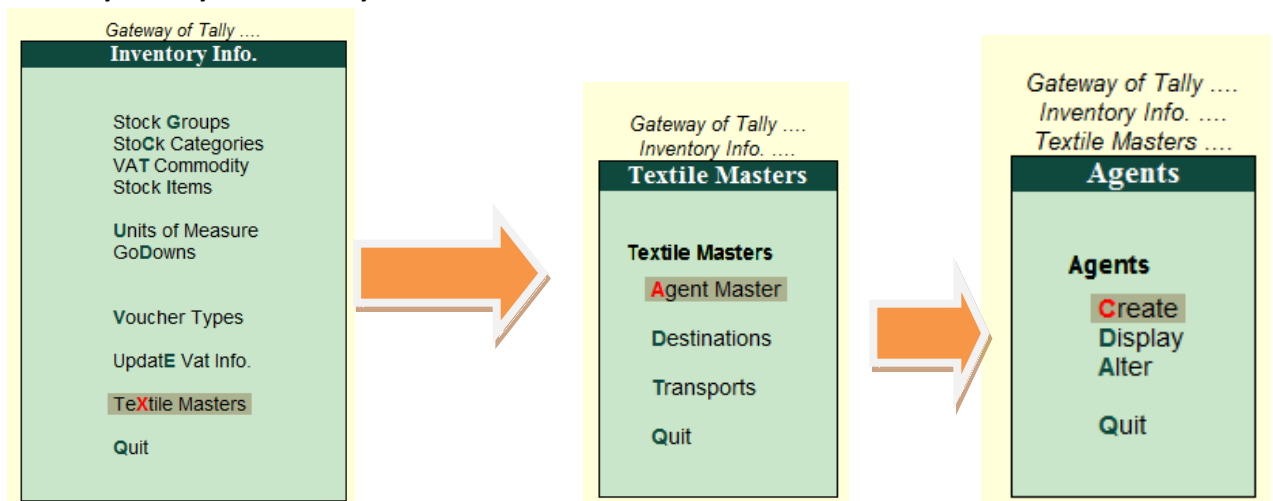 Gateway of Tally ....
Inventory Info.
Stock Groups
StoCk Categories
VAT Commodity
Stock Items
Units of Measure
GoDowns
Voucher Types
UpdatE Vat Info.
TeXtile Masters
Quit
Gateway of Tally ....
Inventory Info. ....
Textile Masters
Textile Masters
Agent Master
Destinations
Transports
Quit
Gateway of Tally ....
Inventory Info. ....
Textile Masters ....
Agents
Agents
Create
Display
Alter
Quit